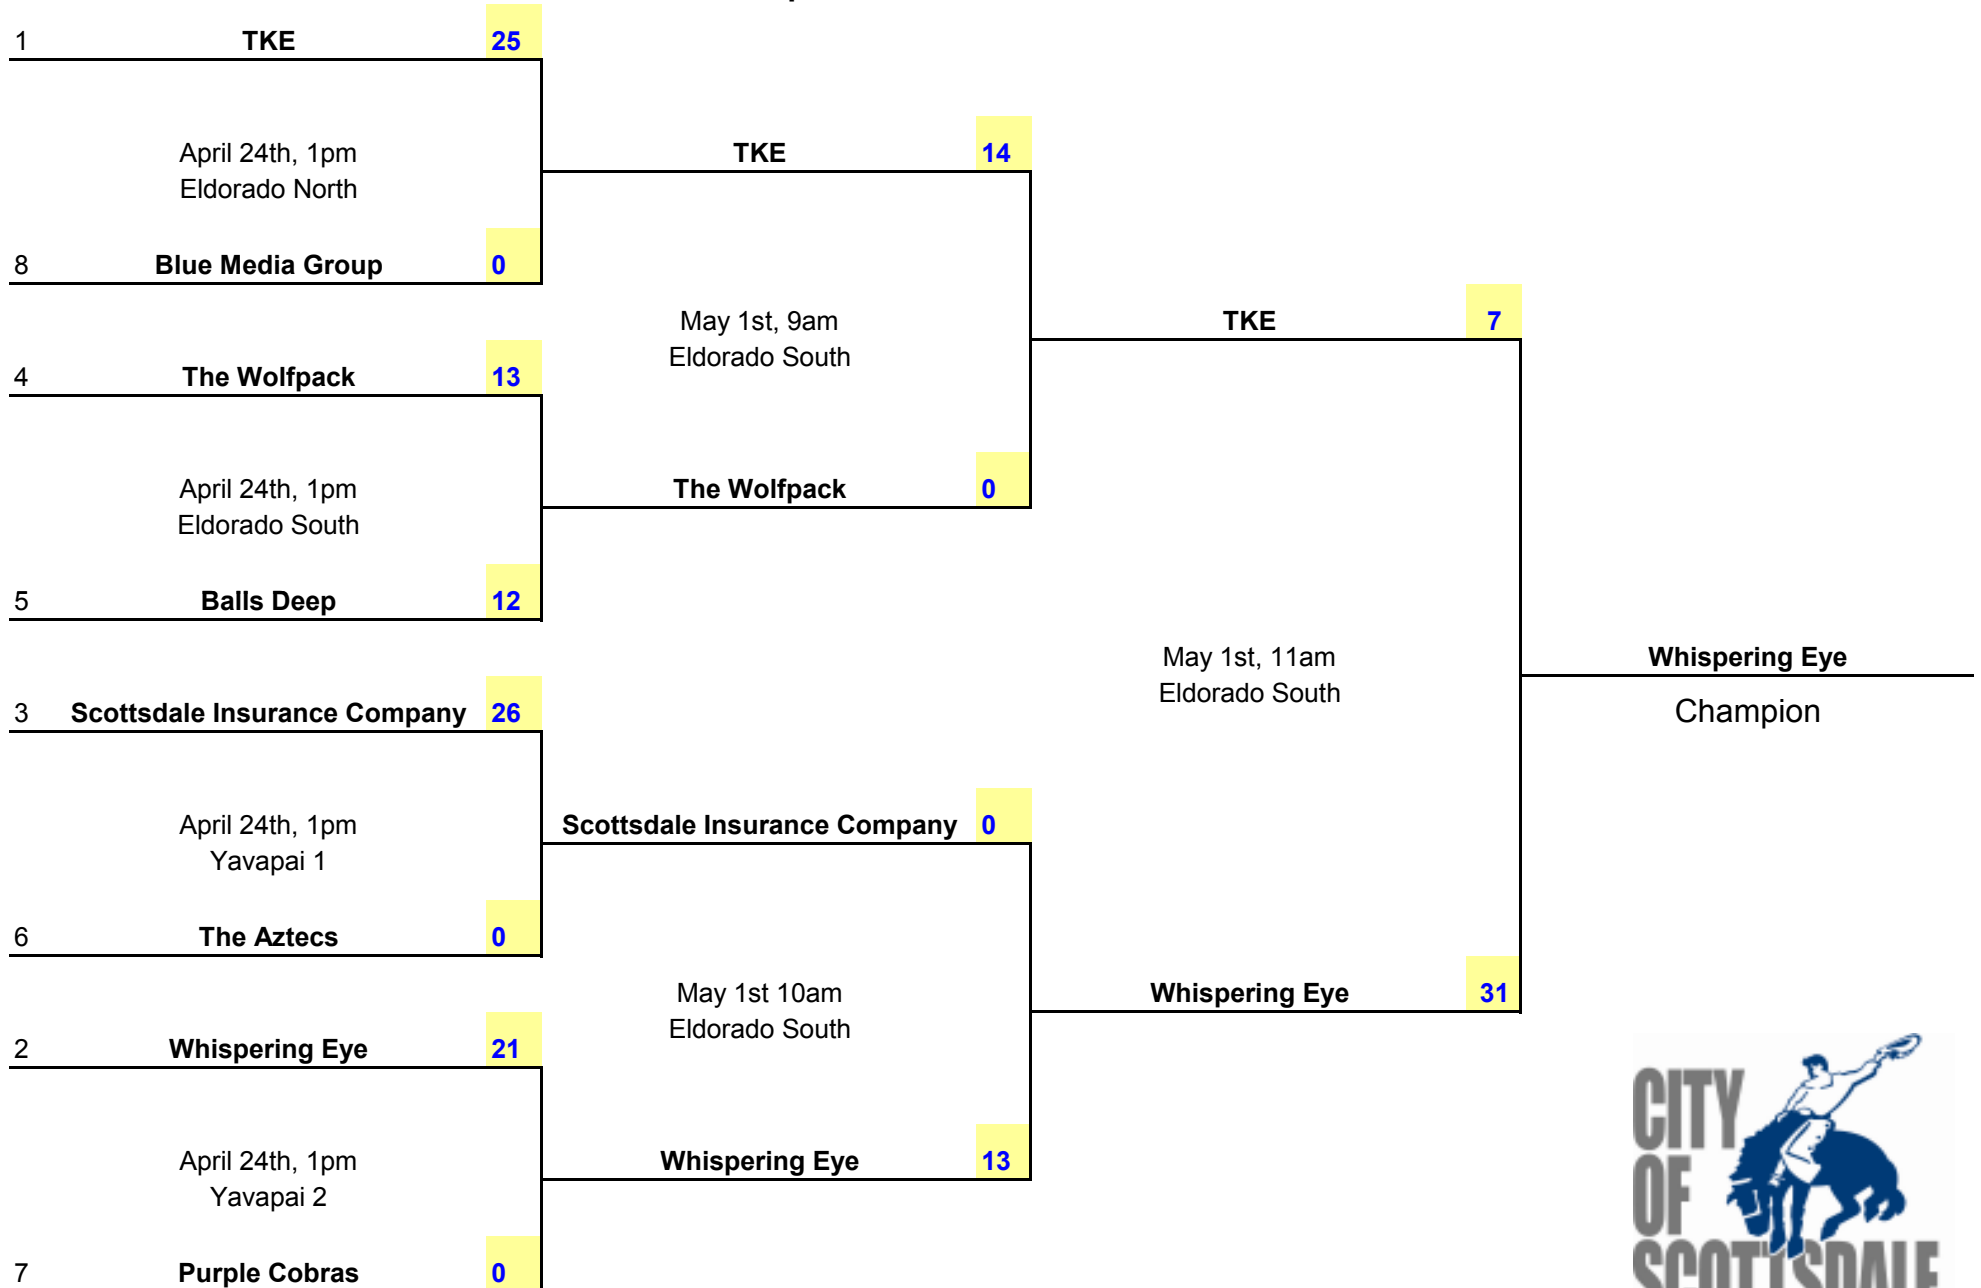 1 TKE 25
April 24th, 1pm
Eldorado North
8 Blue Media Group 0
4 The Wolfpack 13
April 24th, 1pm
Eldorado South
5 Balls Deep 12
3 Scottsdale Insurance Company 26
April 24th, 1pm
Yavapai 1
6 The Aztecs 0
2 Whispering Eye 21
April 24th, 1pm
Yavapai 2
7 Purple Cobras 0
TKE 14
May 1st, 9am
Eldorado South
The Wolfpack 0
Scottsdale Insurance Company 0
May 1st 10am
Eldorado South
Whispering Eye 13
TKE 7
May 1st, 11am
Eldorado South
Whispering Eye 31
Whispering Eye
Champion
CITY
OF
SCOTTSDALE